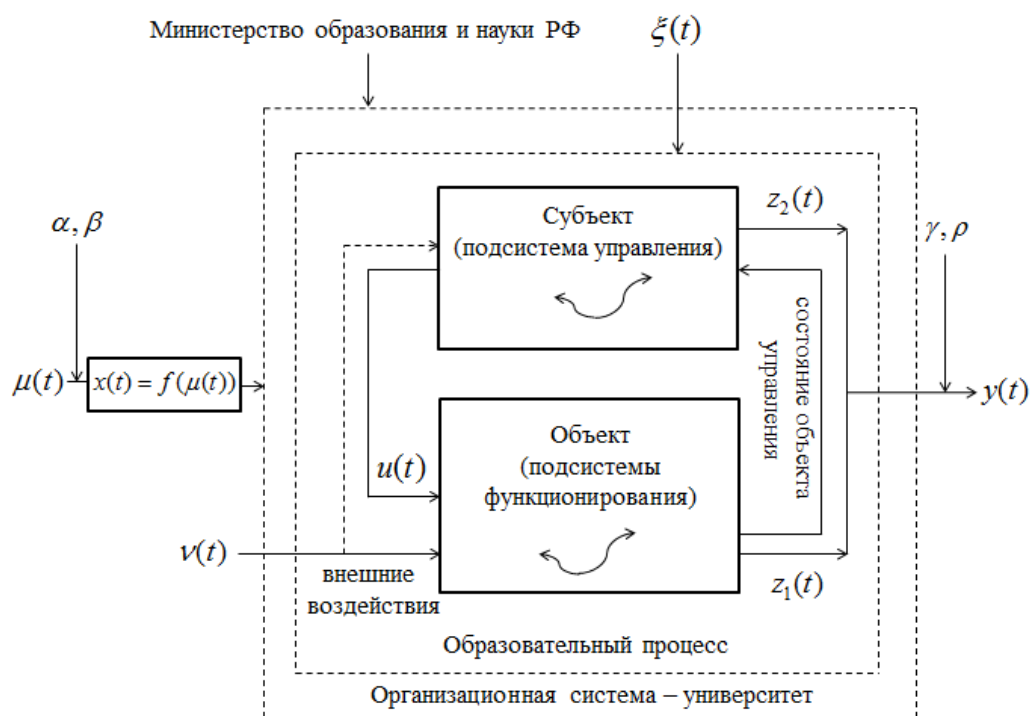 Министерство образования и науки РФ
ξ(t)
α, β
μ(t)
x(t) = f(μ(t))
Субъект
(подсистема управления)
z₂(t)
γ, ρ
состояние объекта
управления
y(t)
u(t)
Объект
(подсистемы
функционирования)
ν(t)
внешние
воздействия
z₁(t)
Образовательный процесс
Организационная система – университет